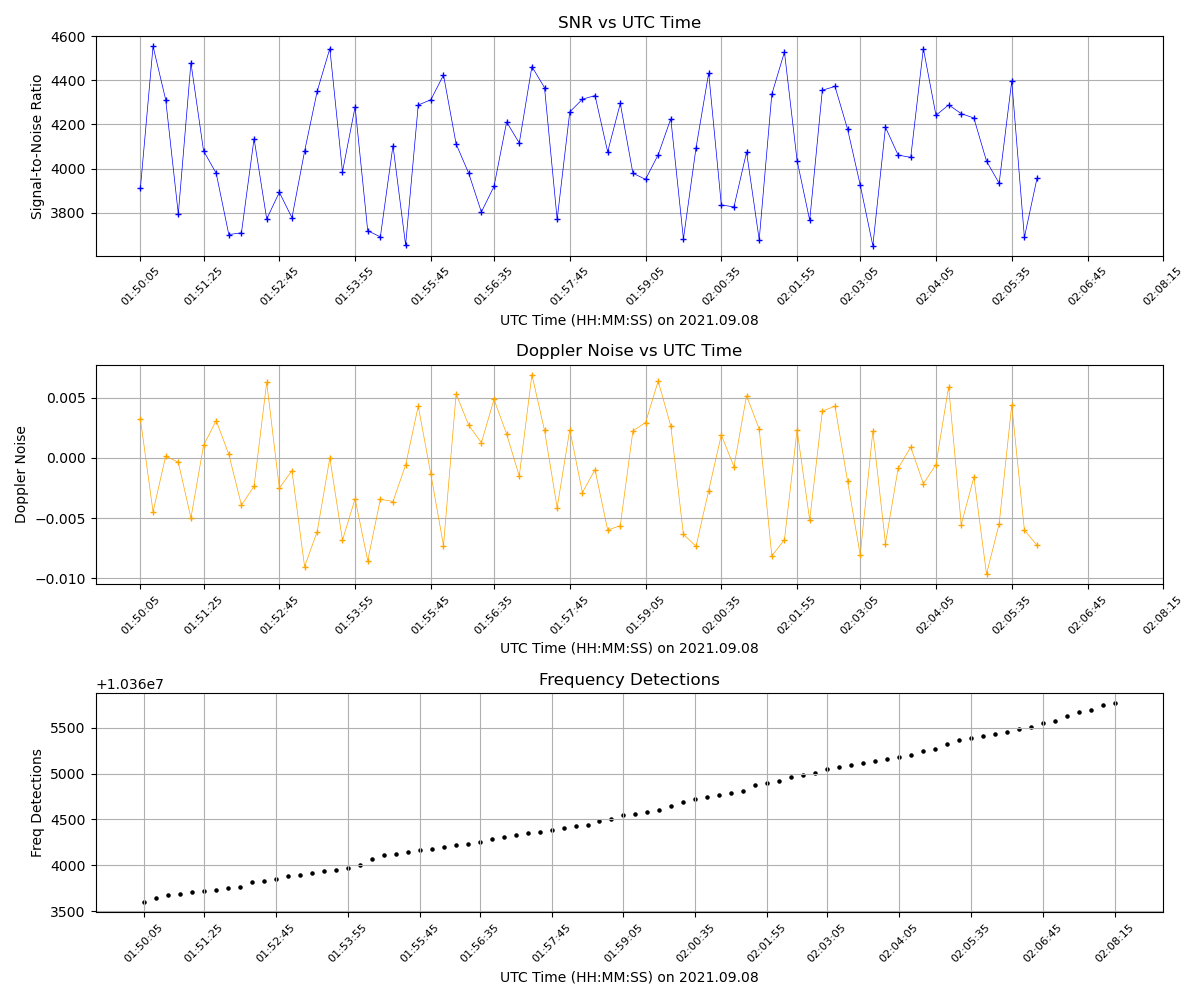 SNR vs UTC Time
Signal-to-Noise Ratio
4600
4400
4200
4000
3800
01:50:05 01:51:25 01:52:45 01:53:55 01:55:45 01:56:35 01:57:45 01:59:05 02:00:35 02:01:55 02:03:05 02:04:05 02:05:35 02:06:45 02:08:15
UTC Time (HH:MM:SS) on 2021.09.08
Doppler Noise vs UTC Time
Doppler Noise
0.005
0.000
−0.005
−0.010
01:50:05 01:51:25 01:52:45 01:53:55 01:55:45 01:56:35 01:57:45 01:59:05 02:00:35 02:01:55 02:03:05 02:04:05 02:05:35 02:06:45 02:08:15
UTC Time (HH:MM:SS) on 2021.09.08
Frequency Detections
+1.036e7
Freq Detections
5500
5000
4500
4000
3500
01:50:05 01:51:25 01:52:45 01:53:55 01:55:45 01:56:35 01:57:45 01:59:05 02:00:35 02:01:55 02:03:05 02:04:05 02:05:35 02:06:45 02:08:15
UTC Time (HH:MM:SS) on 2021.09.08